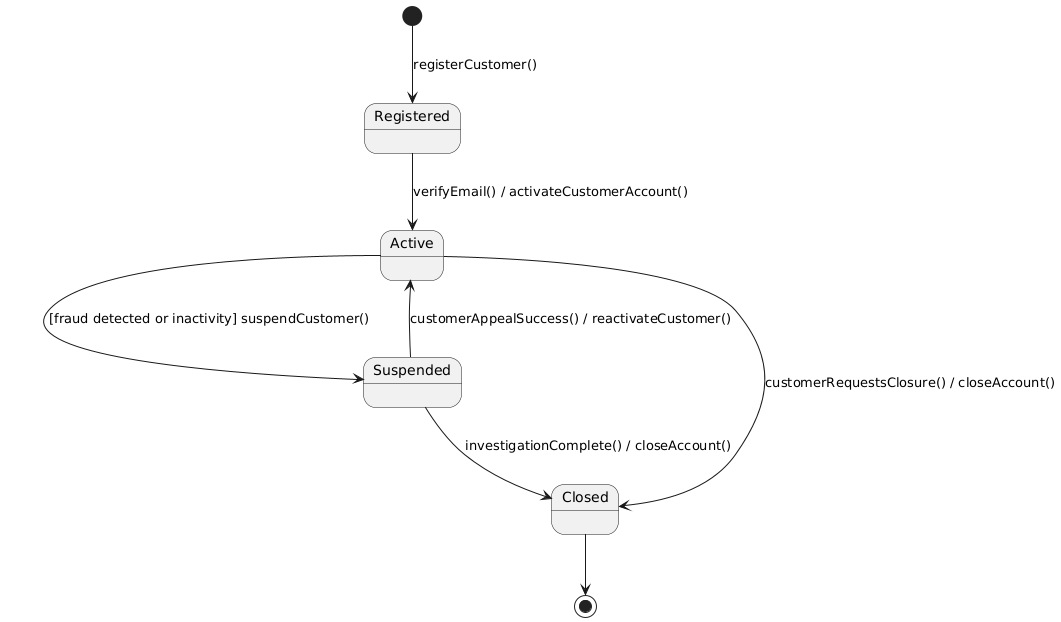 registerCustomer()
Registered
verifyEmail() / activateCustomerAccount()
Active
[fraud detected or inactivity] suspendCustomer()
customerAppealSuccess() / reactivateCustomer()
Suspended
customerRequestsClosure() / closeAccount()
investigationComplete() / closeAccount()
Closed